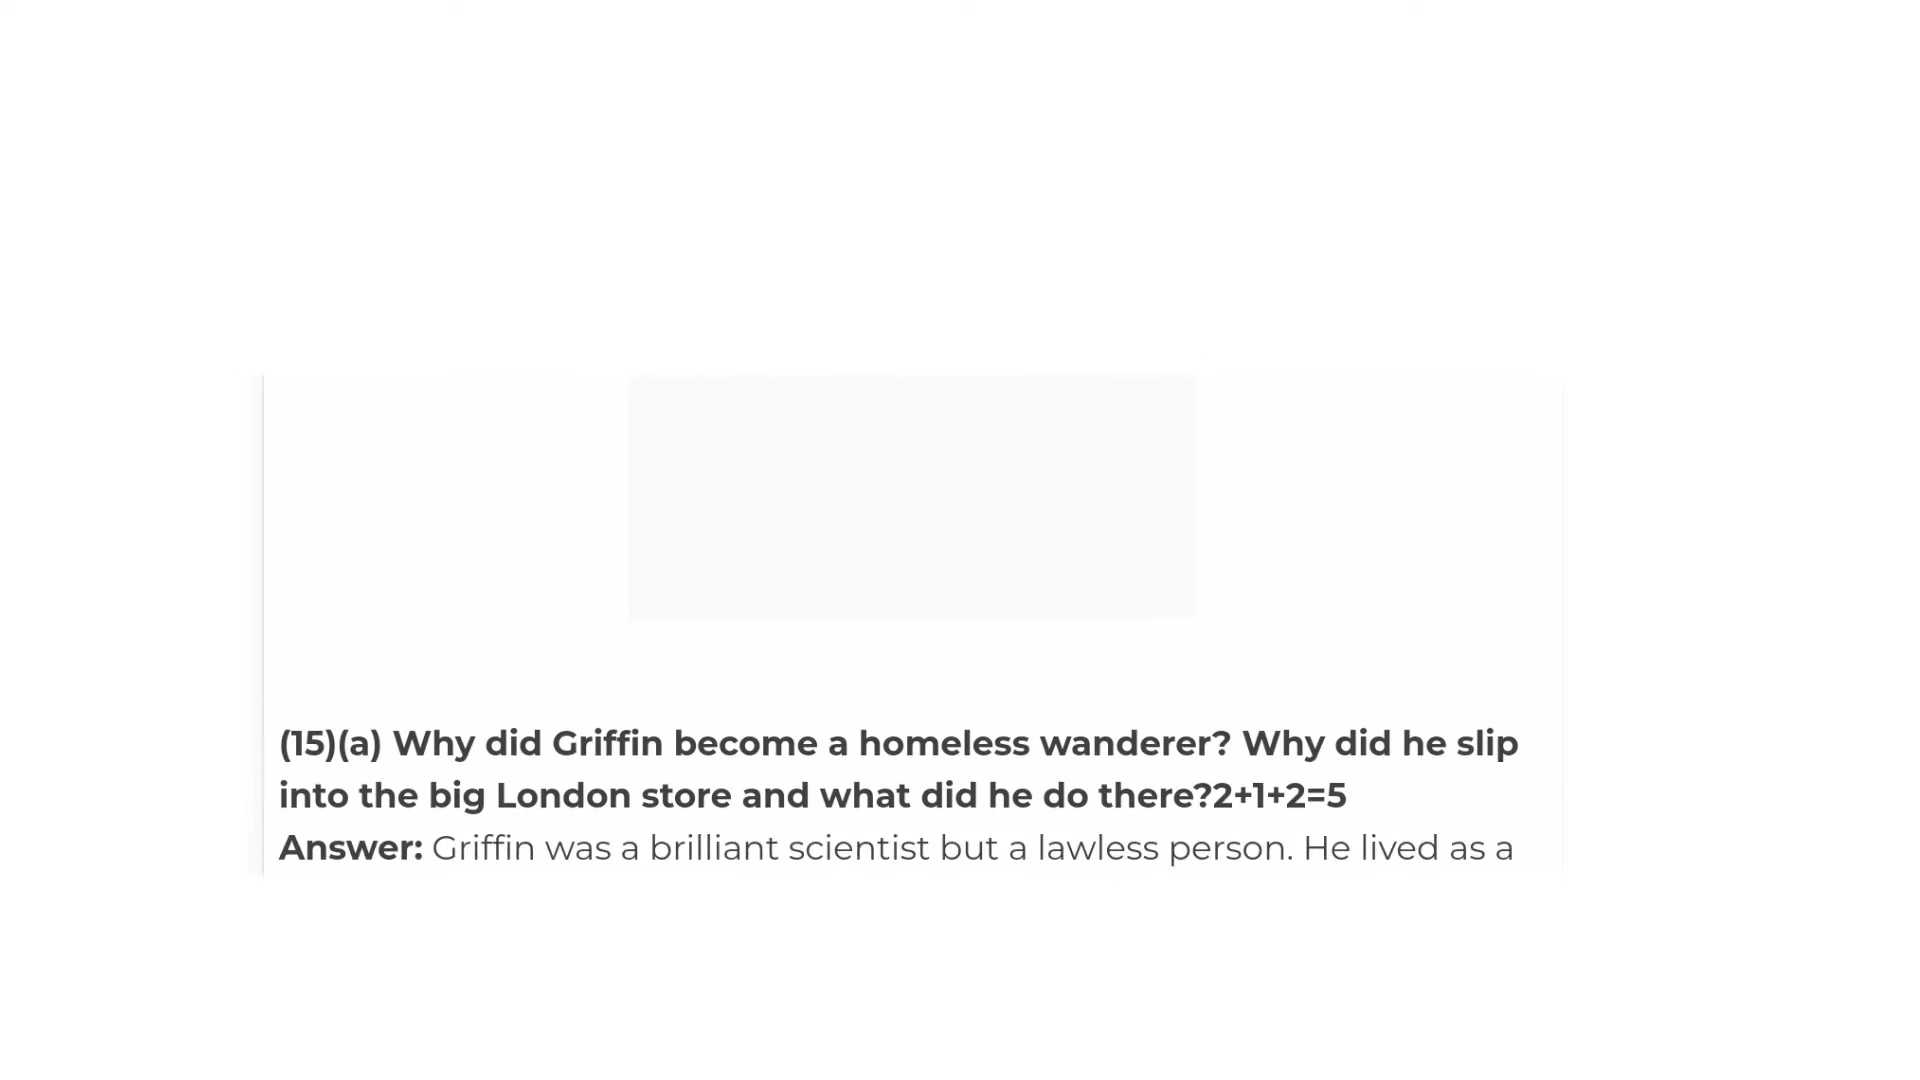 (15)(a) Why did Griffin become a homeless wanderer? Why did he slip
into the big London store and what did he do there?2+1+2=5
Answer: Griffin was a brilliant scientist but a lawless person. He lived as a